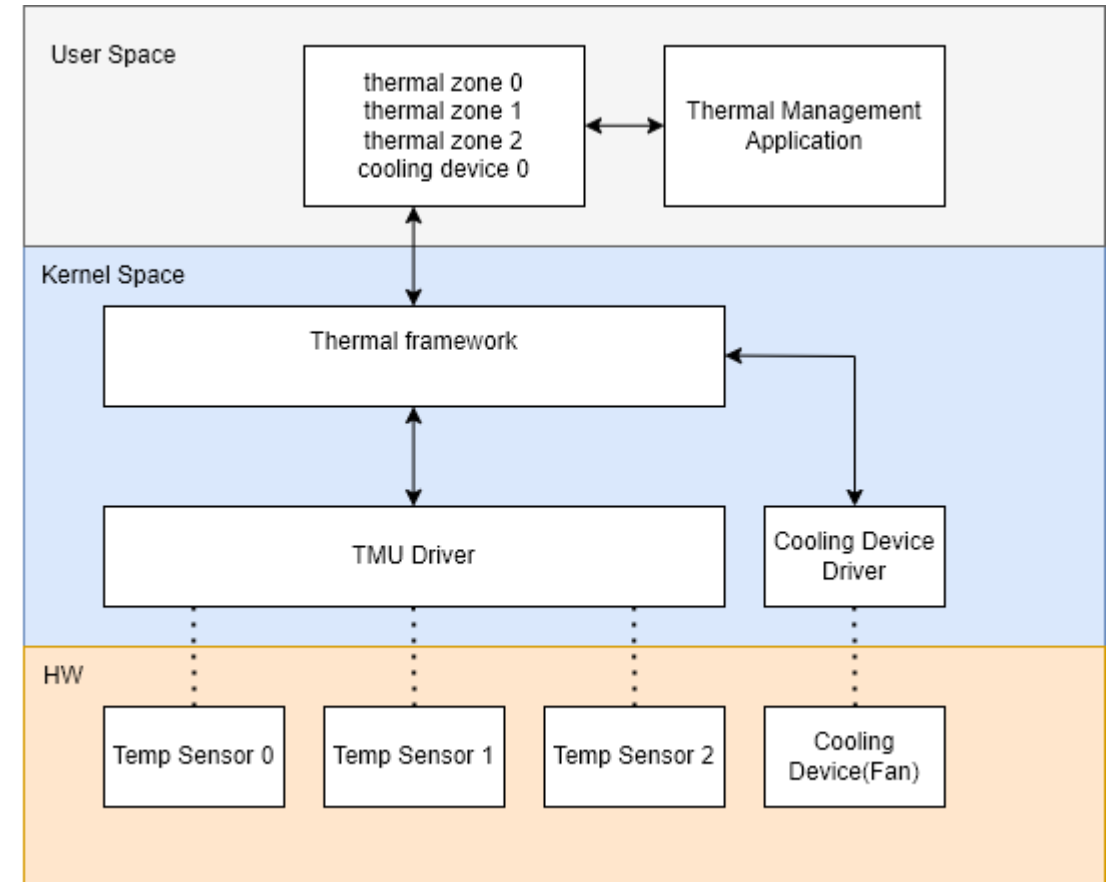 User Space
thermal zone 0
thermal zone 1
thermal zone 2
cooling device 0
Thermal Management
Application
Kernel Space
Thermal framework
TMU Driver
Cooling Device
Driver
HW
Temp Sensor 0
Temp Sensor 1
Temp Sensor 2
Cooling
Device(Fan)